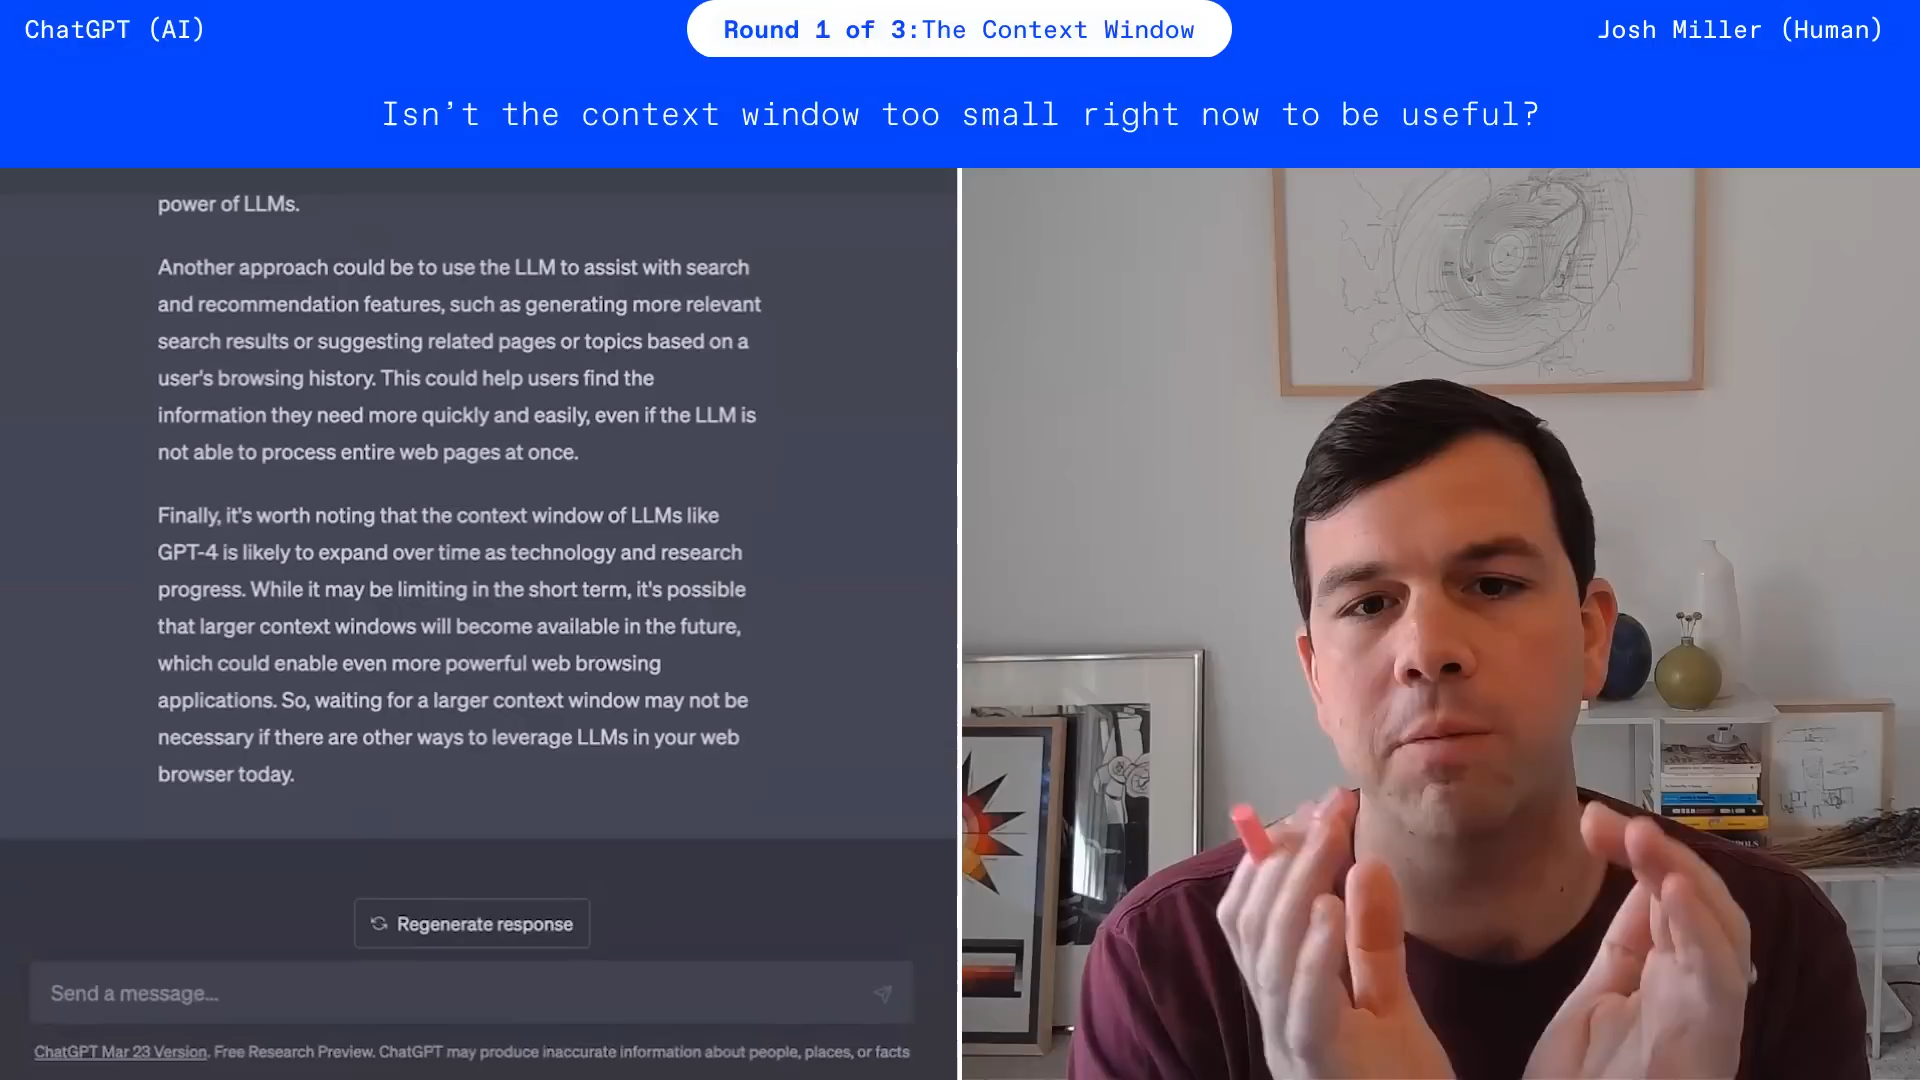 ChatGPT (AI)
Round 1 of 3:The Context Window
Josh Miller (Human)
Isn’t the context window too small right now to be useful?
power of LLMs.
Another approach could be to use the LLM to assist with search
and recommendation features, such as generating more relevant
search results or suggesting related pages or topics based on a
user's browsing history. This could help users find the
information they need more quickly and easily, even if the LLM is
not able to process entire web pages at once.
Finally, it's worth noting that the context window of LLMs like
GPT-4 is likely to expand over time as technology and research
progress. While it may be limiting in the short term, it's possible
that larger context windows will become available in the future,
which could enable even more powerful web browsing
applications. So, waiting for a larger context window may not be
necessary if there are other ways to leverage LLMs in your web
browser today.
Regenerate response
Send a message...
ChatGPT Mar 23 Version. Free Research Preview. ChatGPT may produce inaccurate information about people, places, or facts